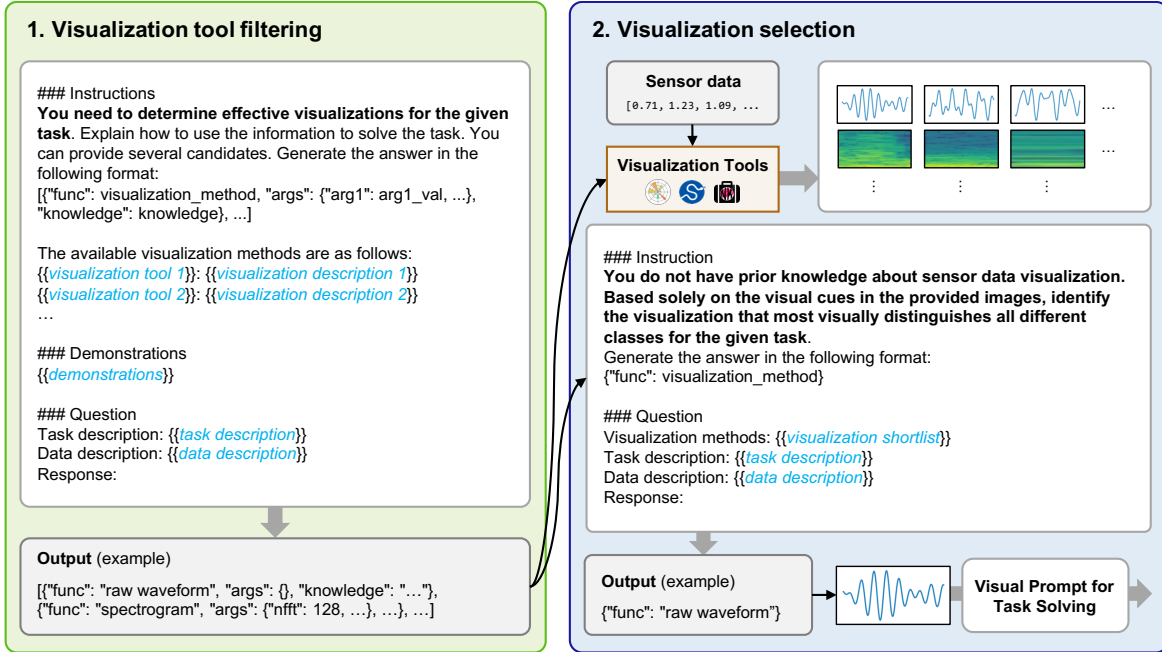 1. Visualization tool filtering
### Instructions
You need to determine effective visualizations for the given
task. Explain how to use the information to solve the task. You
can provide several candidates. Generate the answer in the
following format:
[{"func": visualization_method, "args": {"arg1": arg1_val, ...},
"knowledge": knowledge}, ...]
The available visualization methods are as follows:
{{visualization tool 1}}: {{visualization description 1}}
{{visualization tool 2}}: {{visualization description 2}}
…
### Demonstrations
{{demonstrations}}
### Question
Task description: {{task description}}
Data description: {{data description}}
Response:
Output (example)
[{"func": "raw waveform", "args": {}, "knowledge": "…"},
{"func": "spectrogram", "args": {"nfft": 128, …}, …}, …]
2. Visualization selection
Sensor data
[0.71, 1.23, 1.09, ...
Visualization Tools
…
…
⋮ ⋮ ⋮
### Instruction
You do not have prior knowledge about sensor data visualization.
Based solely on the visual cues in the provided images, identify
the visualization that most visually distinguishes all different
classes for the given task.
Generate the answer in the following format:
{"func": visualization_method}
### Question
Visualization methods: {{visualization shortlist}}
Task description: {{task description}}
Data description: {{data description}}
Response:
Output (example)
{"func": "raw waveform”}
Visual Prompt for
Task Solving